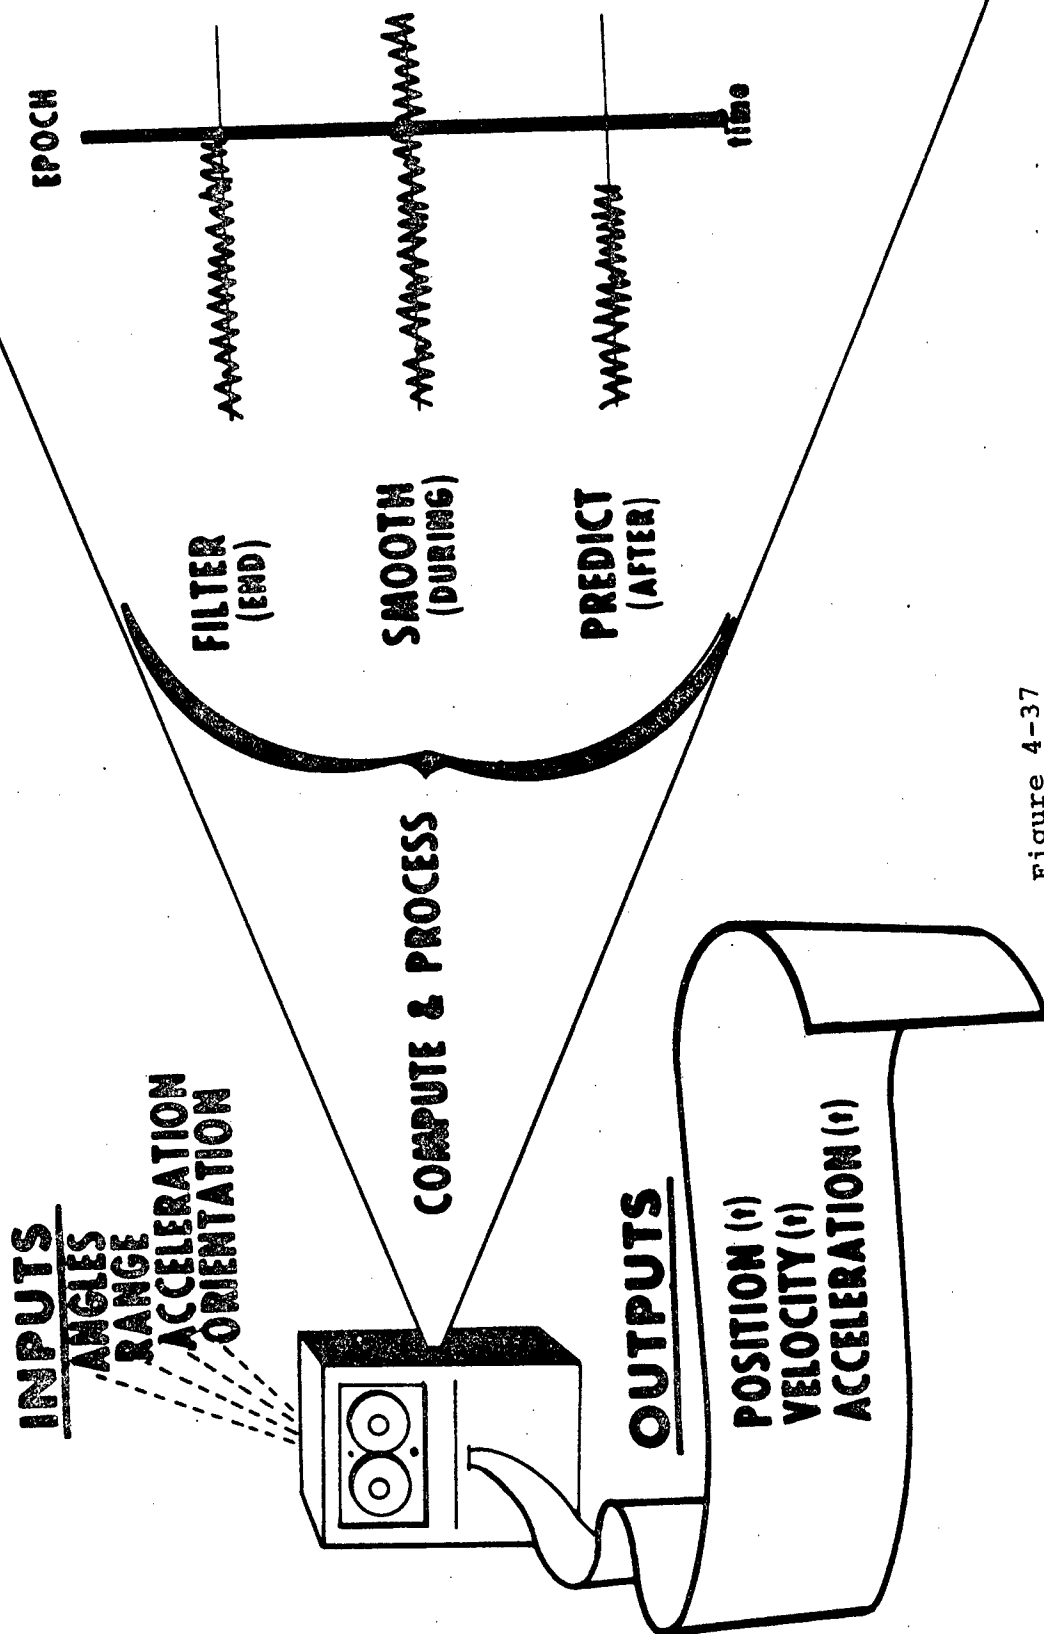 INPUTS
ANGLES
RANGE
ACCELERATION
ORIENTATION
COMPUTE & PROCESS
FILTER
(END)
SMOOTH
(DURING)
PREDICT
(AFTER)
EPOCH
time
OUTPUTS
POSITION (t)
VELOCITY (t)
ACCELERATION (t)
Figure 4-37